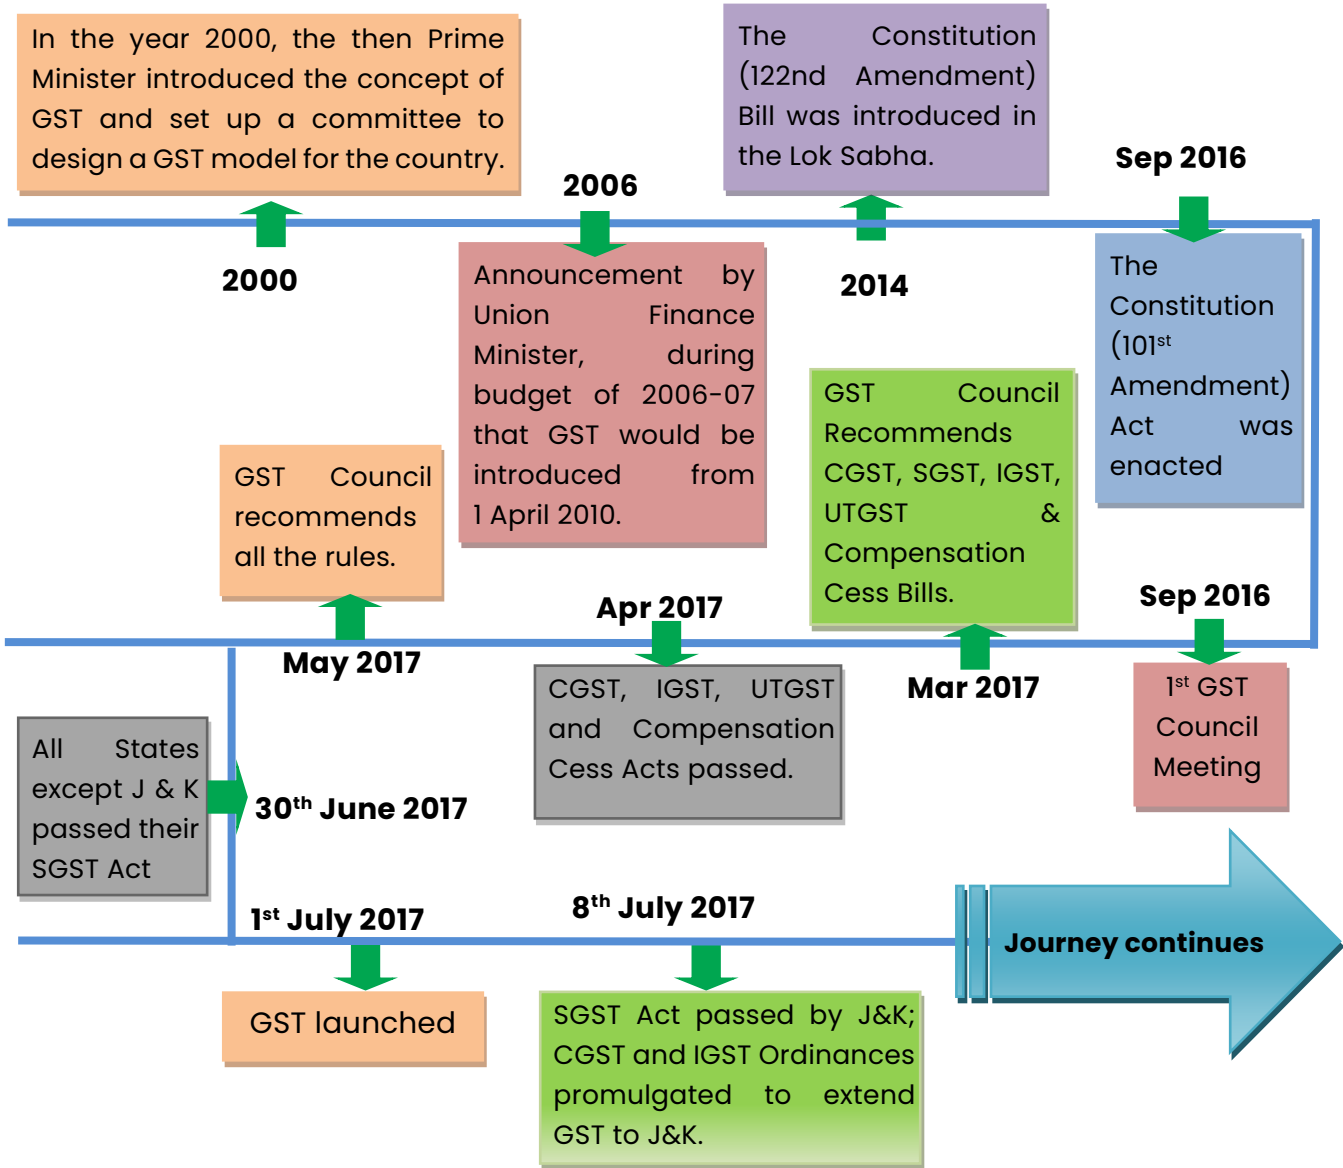 In the year 2000, the then Prime
Minister introduced the concept of
GST and set up a committee to
design a GST model for the country.
2000
2006
Announcement by
Union Finance
Minister, during
budget of 2006-07
that GST would be
introduced from
1 April 2010.
The Constitution
(122nd Amendment)
Bill was introduced in
the Lok Sabha.
2014
Sep 2016
The
Constitution
(101st
Amendment)
Act was
enacted
Sep 2016
1st GST
Council
Meeting
GST Council
Recommends
CGST, SGST, IGST,
UTGST &
Compensation
Cess Bills.
Mar 2017
Apr 2017
CGST, IGST, UTGST
and Compensation
Cess Acts passed.
GST Council
recommends
all the rules.
May 2017
All States
except J & K
passed their
SGST Act
30th June 2017
1st July 2017
GST launched
8th July 2017
SGST Act passed by J&K;
CGST and IGST Ordinances
promulgated to extend
GST to J&K.
Journey continues